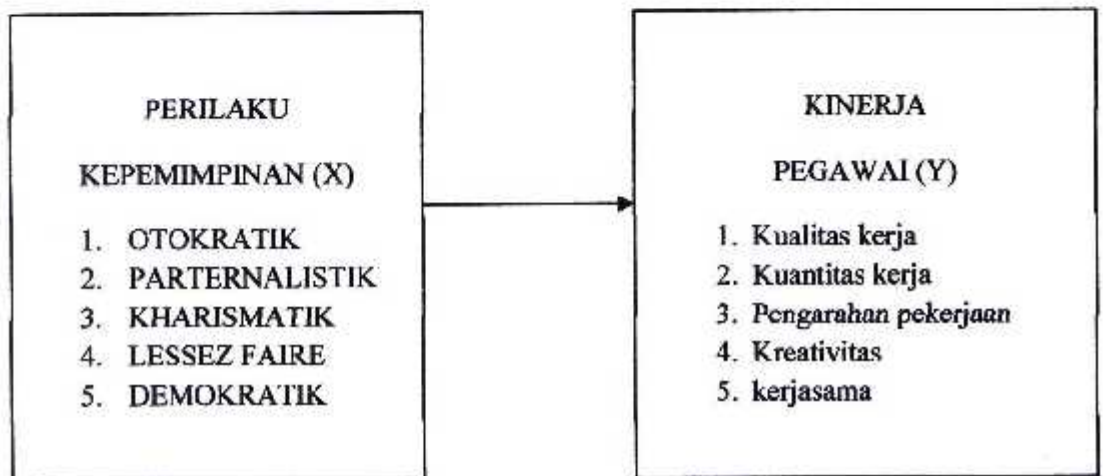 PERILAKU
KEPEMIMPINAN (X)
1. OTOKRATIK
2. PARTERNALISTIK
3. KHARISMATIK
4. LESSEZ FAIRE
5. DEMOKRATIK
KINERJA
PEGAWAI (Y)
1. Kualitas kerja
2. Kuantitas kerja
3. Pengarahan pekerjaan
4. Kreativitas
5. kerjasama